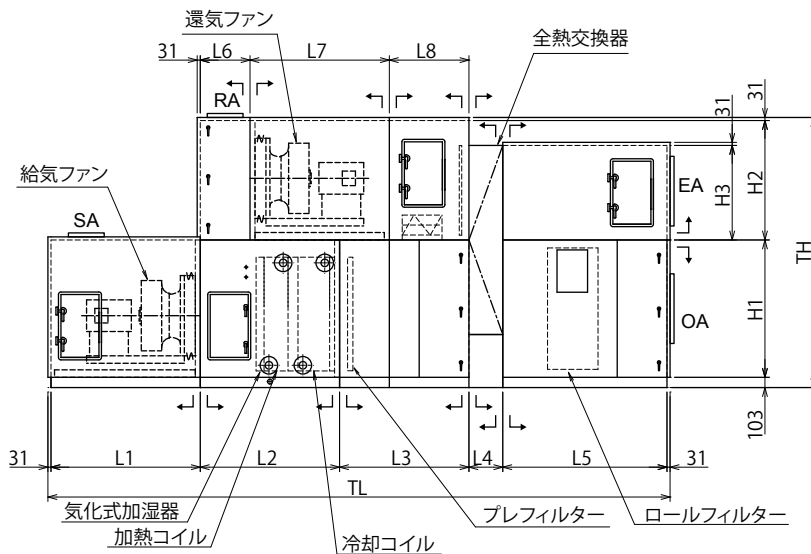 還気ファン
全熱交換器
31
L6
L7
L8
RA
31
31
給気ファン
SA
EA
H3
H2
TH
OA
H1
103
31
L1
L2
L3
L4
L5
31
TL
気化式加湿器
加熱コイル
冷却コイル
プレフィルター
ロールフィルター